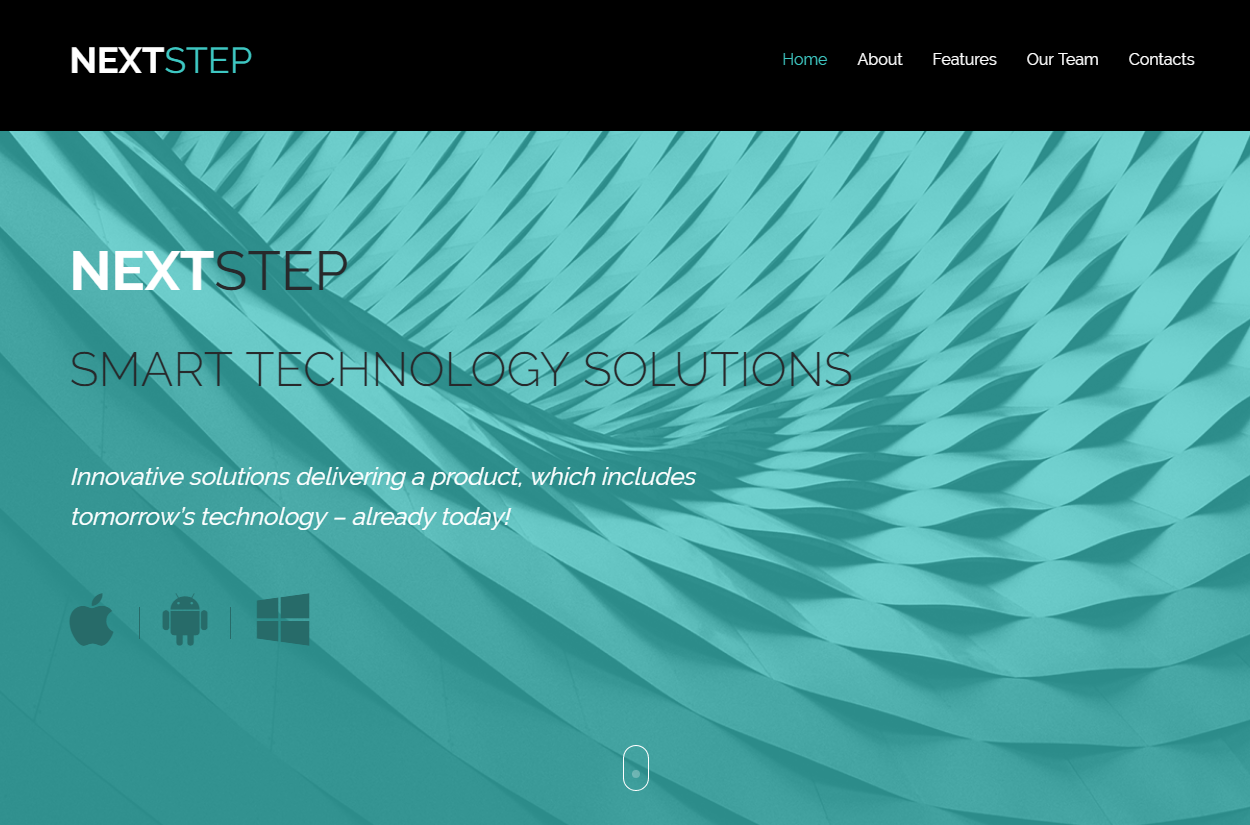 NEXTSTEP
Home About Features Our Team Contacts
NEXTSTEP
SMART TECHNOLOGY SOLUTIONS
Innovative solutions delivering a product, which includes
tomorrow’s technology – already today!